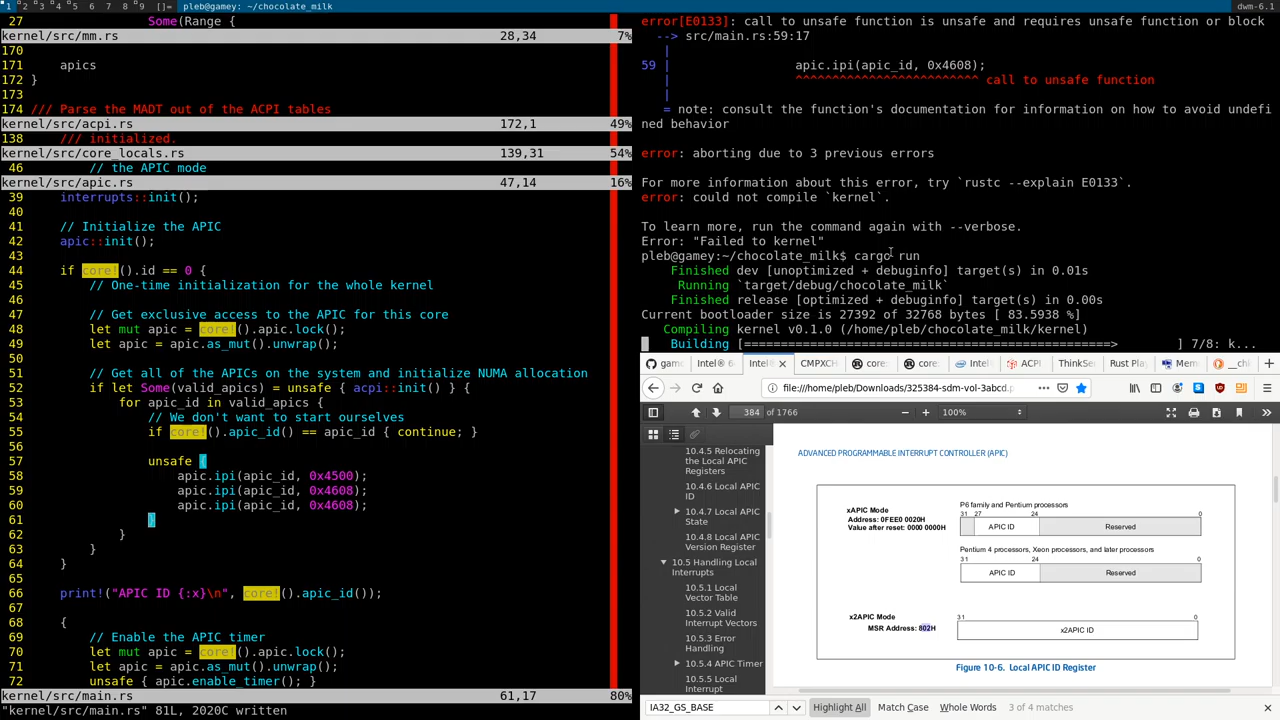 1 2 3 4 5 6 7 8 9 []= pleb@gamey: ~/chocolate_milk
dwm-6.1
27 Some(Range {
kernel/src/mm.rs 28,34 7%
170
171 apics
172 }
173
174 /// Parse the MADT out of the ACPI tables
kernel/src/acpi.rs 172,1 49%
138 /// initialized.
kernel/src/core_locals.rs 139,31 54%
46 // the APIC mode
kernel/src/apic.rs 47,14 16%
39 interrupts::init();
40
41 // Initialize the APIC
42 apic::init();
43
44 if core!().id == 0 {
45 // One-time initialization for the whole kernel
46
47 // Get exclusive access to the APIC for this core
48 let mut apic = core!().apic.lock();
49 let apic = apic.as_mut().unwrap();
50
51 // Get all of the APICs on the system and initialize NUMA allocation
52 if let Some(valid_apics) = unsafe { acpi::init() } {
53 for apic_id in valid_apics {
54 // We don't want to start ourselves
55 if core!().apic_id() == apic_id { continue; }
56
57 unsafe {
58 apic.ipi(apic_id, 0x4500);
59 apic.ipi(apic_id, 0x4608);
60 apic.ipi(apic_id, 0x4608);
61 }
62 }
63 }
64 }
65
66 print!("APIC ID {:x}\n", core!().apic_id());
67
68 {
69 // Enable the APIC timer
70 let mut apic = core!().apic.lock();
71 let apic = apic.as_mut().unwrap();
72 unsafe { apic.enable_timer(); }
kernel/src/main.rs 61,17 80%
"kernel/src/main.rs" 81L, 2020C written
error[E0133]: call to unsafe function is unsafe and requires unsafe function or block
--> src/main.rs:59:17
|
59 | apic.ipi(apic_id, 0x4608);
| ^^^^^^^^^^^^^^^^^^^^^^^^^ call to unsafe function
|
= note: consult the function's documentation for information on how to avoid undefi
ned behavior
error: aborting due to 3 previous errors
For more information about this error, try `rustc --explain E0133`.
error: could not compile `kernel`.
To learn more, run the command again with --verbose.
Error: "Failed to kernel"
pleb@gamey:~/chocolate_milk$ cargo run
Finished dev [unoptimized + debuginfo] target(s) in 0.01s
Running `target/debug/chocolate_milk`
Finished release [optimized + debuginfo] target(s) in 0.00s
Current bootloader size is 27392 of 32768 bytes [ 83.5938 %]
Compiling kernel v0.1.0 (/home/pleb/chocolate_milk/kernel)
Building [===================================================> ] 7/8: k...
gamo Intel® 6 Intel® CMPXCH core core Intel ACPI ThinkSe Rust Play Mem __chk
file:///home/pleb/Downloads/325384-sdm-vol-3abcd.p
384 of 1766 100%
10.4.5 Relocating
the Local APIC
Registers
10.4.6 Local APIC
ID
10.4.7 Local APIC
State
10.4.8 Local APIC
Version Register
10.5 Handling Local
Interrupts
10.5.1 Local
Vector Table
10.5.2 Valid
Interrupt Vectors
10.5.3 Error
Handling
10.5.4 APIC Timer
10.5.5 Local
Interrupt
ADVANCED PROGRAMMABLE INTERRUPT CONTROLLER (APIC)
xAPIC Mode
Address: 0FEE0 0020H
Value after reset: 0000 0000H
P6 family and Pentium processors
31 27 24 0
APIC ID Reserved
Pentium 4 processors, Xeon processors, and later processors
31 24 0
APIC ID Reserved
x2APIC Mode
MSR Address: 802H
31 0
x2APIC ID
Figure 10-6. Local APIC ID Register
IA32_GS_BASE Highlight All Match Case Whole Words 3 of 4 matches